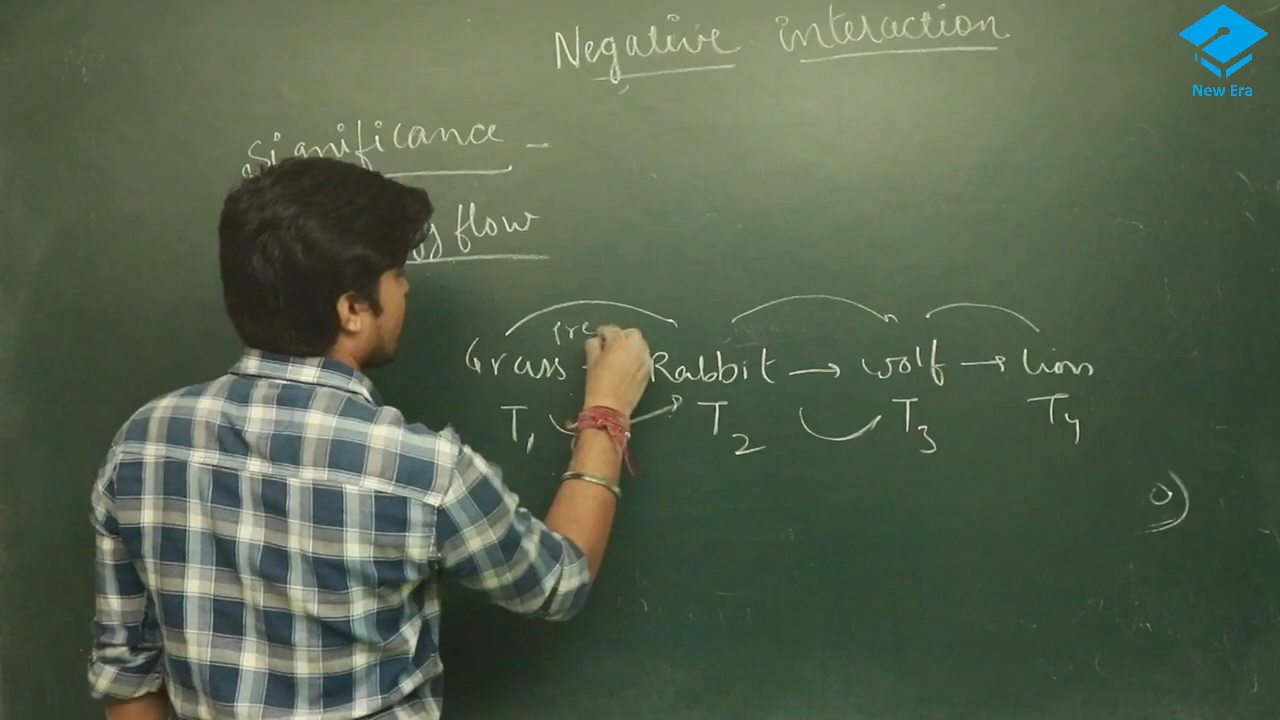 Negative interaction
New Era
Significance -
flow
Grass Rabbit → wolf → lion
T1 T2 T3 T4